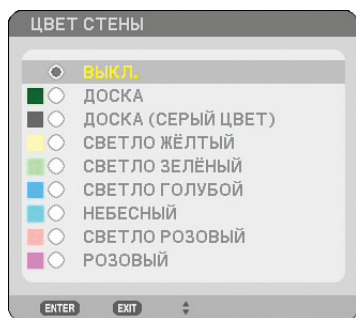 ЦВЕТ СТЕНЫ
ВЫКЛ.
ДОСКА
ДОСКА (СЕРЫЙ ЦВЕТ)
СВЕТЛО ЖЁЛТЫЙ
СВЕТЛО ЗЕЛЁНЫЙ
СВЕТЛО ГОЛУБОЙ
НЕБЕСНЫЙ
СВЕТЛО РОЗОВЫЙ
РОЗОВЫЙ
ENTER EXIT